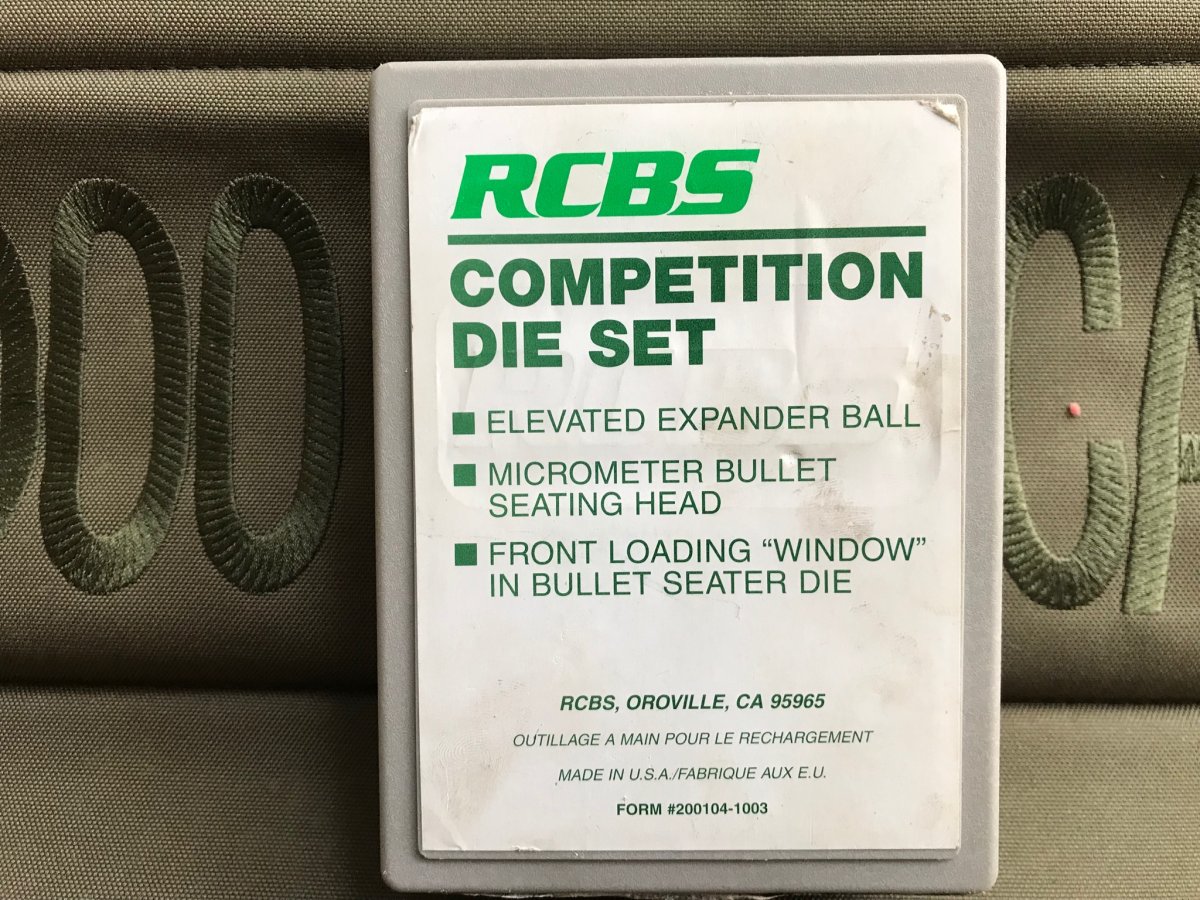 RCBS
COMPETITION
DIE SET
■ ELEVATED EXPANDER BALL
■ MICROMETER BULLET
SEATING HEAD
■ FRONT LOADING “WINDOW”
IN BULLET SEATER DIE
RCBS, OROVILLE, CA 95965
OUTILLAGE A MAIN POUR LE RECHARGEMENT
MADE IN U.S.A./FABRIQUE AUX E.U.
FORM #200104-1003